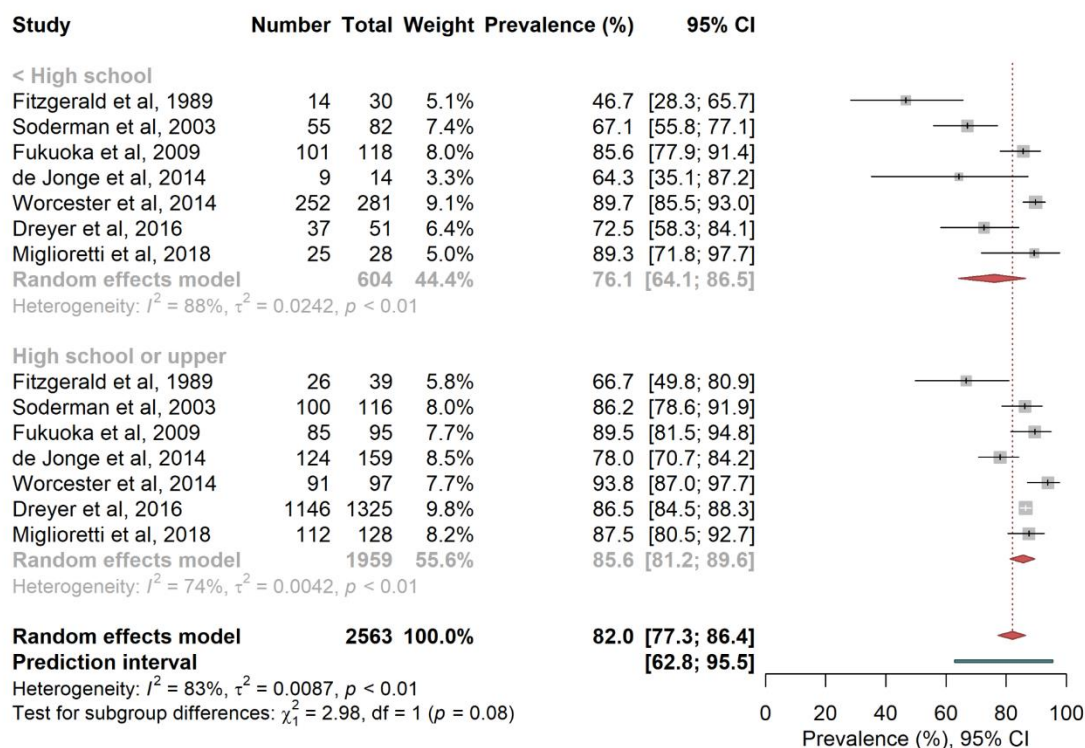 Study Number Total Weight Prevalence (%) 95% CI
< High school
Fitzgerald et al, 1989 14 30 5.1% 46.7 [28.3; 65.7]
Soderman et al, 2003 55 82 7.4% 67.1 [55.8; 77.1]
Fukuoka et al, 2009 101 118 8.0% 85.6 [77.9; 91.4]
de Jonge et al, 2014 9 14 3.3% 64.3 [35.1; 87.2]
Worcester et al, 2014 252 281 9.1% 89.7 [85.5; 93.0]
Dreyer et al, 2016 37 51 6.4% 72.5 [58.3; 84.1]
Miglioretti et al, 2018 25 28 5.0% 89.3 [71.8; 97.7]
Random effects model 604 44.4% 76.1 [64.1; 86.5]
Heterogeneity: I² = 88%, τ² = 0.0242, p < 0.01
High school or upper
Fitzgerald et al, 1989 26 39 5.8% 66.7 [49.8; 80.9]
Soderman et al, 2003 100 116 8.0% 86.2 [78.6; 91.9]
Fukuoka et al, 2009 85 95 7.7% 89.5 [81.5; 94.8]
de Jonge et al, 2014 124 159 8.5% 78.0 [70.7; 84.2]
Worcester et al, 2014 91 97 7.7% 93.8 [87.0; 97.7]
Dreyer et al, 2016 1146 1325 9.8% 86.5 [84.5; 88.3]
Miglioretti et al, 2018 112 128 8.2% 87.5 [80.5; 92.7]
Random effects model 1959 55.6% 85.6 [81.2; 89.6]
Heterogeneity: I² = 74%, τ² = 0.0042, p < 0.01
Random effects model 2563 100.0% 82.0 [77.3; 86.4]
Prediction interval [62.8; 95.5]
Heterogeneity: I² = 83%, τ² = 0.0087, p < 0.01
Test for subgroup differences: χ₁² = 2.98, df = 1 (p = 0.08)
0 20 40 60 80 100
Prevalence (%), 95% CI